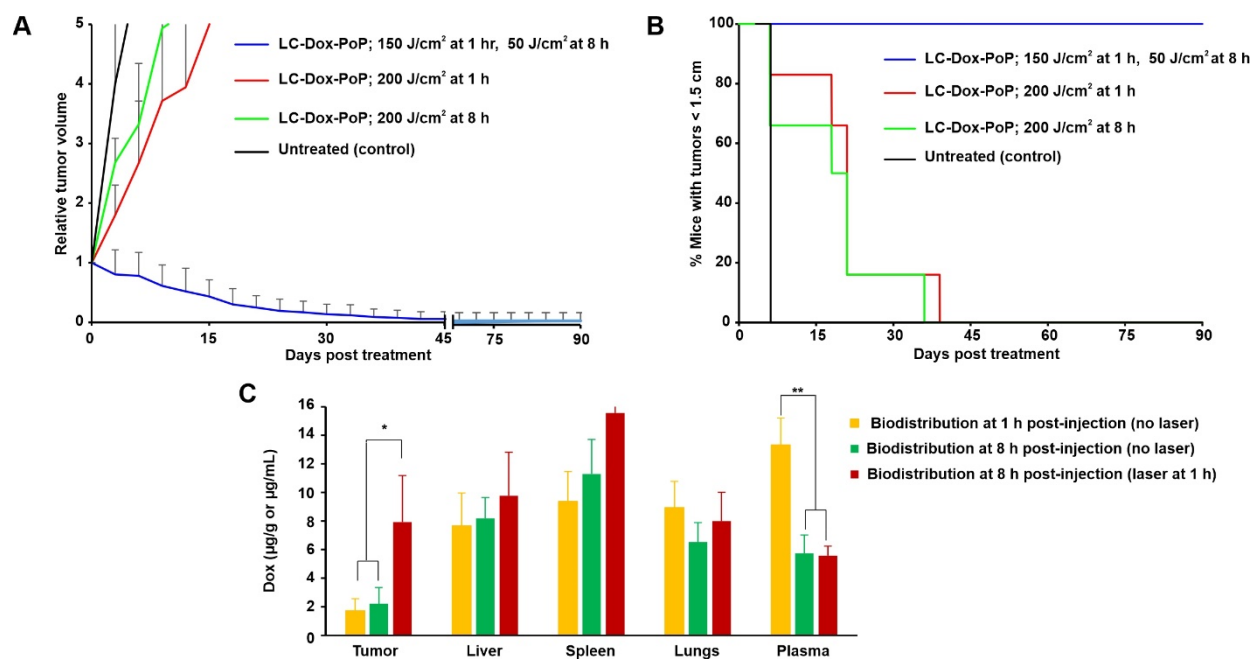 A
Relative tumor volume
5
4
3
2
1
0
LC-Dox-PoP; 150 J/cm² at 1 hr, 50 J/cm² at 8 h
LC-Dox-PoP; 200 J/cm² at 1 h
LC-Dox-PoP; 200 J/cm² at 8 h
Untreated (control)
0 15 30 45 75 90
Days post treatment
B
% Mice with tumors < 1.5 cm
100
80
60
40
20
0
LC-Dox-PoP; 150 J/cm² at 1 h, 50 J/cm² at 8 h
LC-Dox-PoP; 200 J/cm² at 1 h
LC-Dox-PoP; 200 J/cm² at 8 h
Untreated (control)
0 15 30 45 60 75 90
Days post treatment
C
Dox (µg/g or µg/mL)
16
14
12
10
8
6
4
2
0
*
**
Tumor Liver Spleen Lungs Plasma
Biodistribution at 1 h post-injection (no laser)
Biodistribution at 8 h post-injection (no laser)
Biodistribution at 8 h post-injection (laser at 1 h)